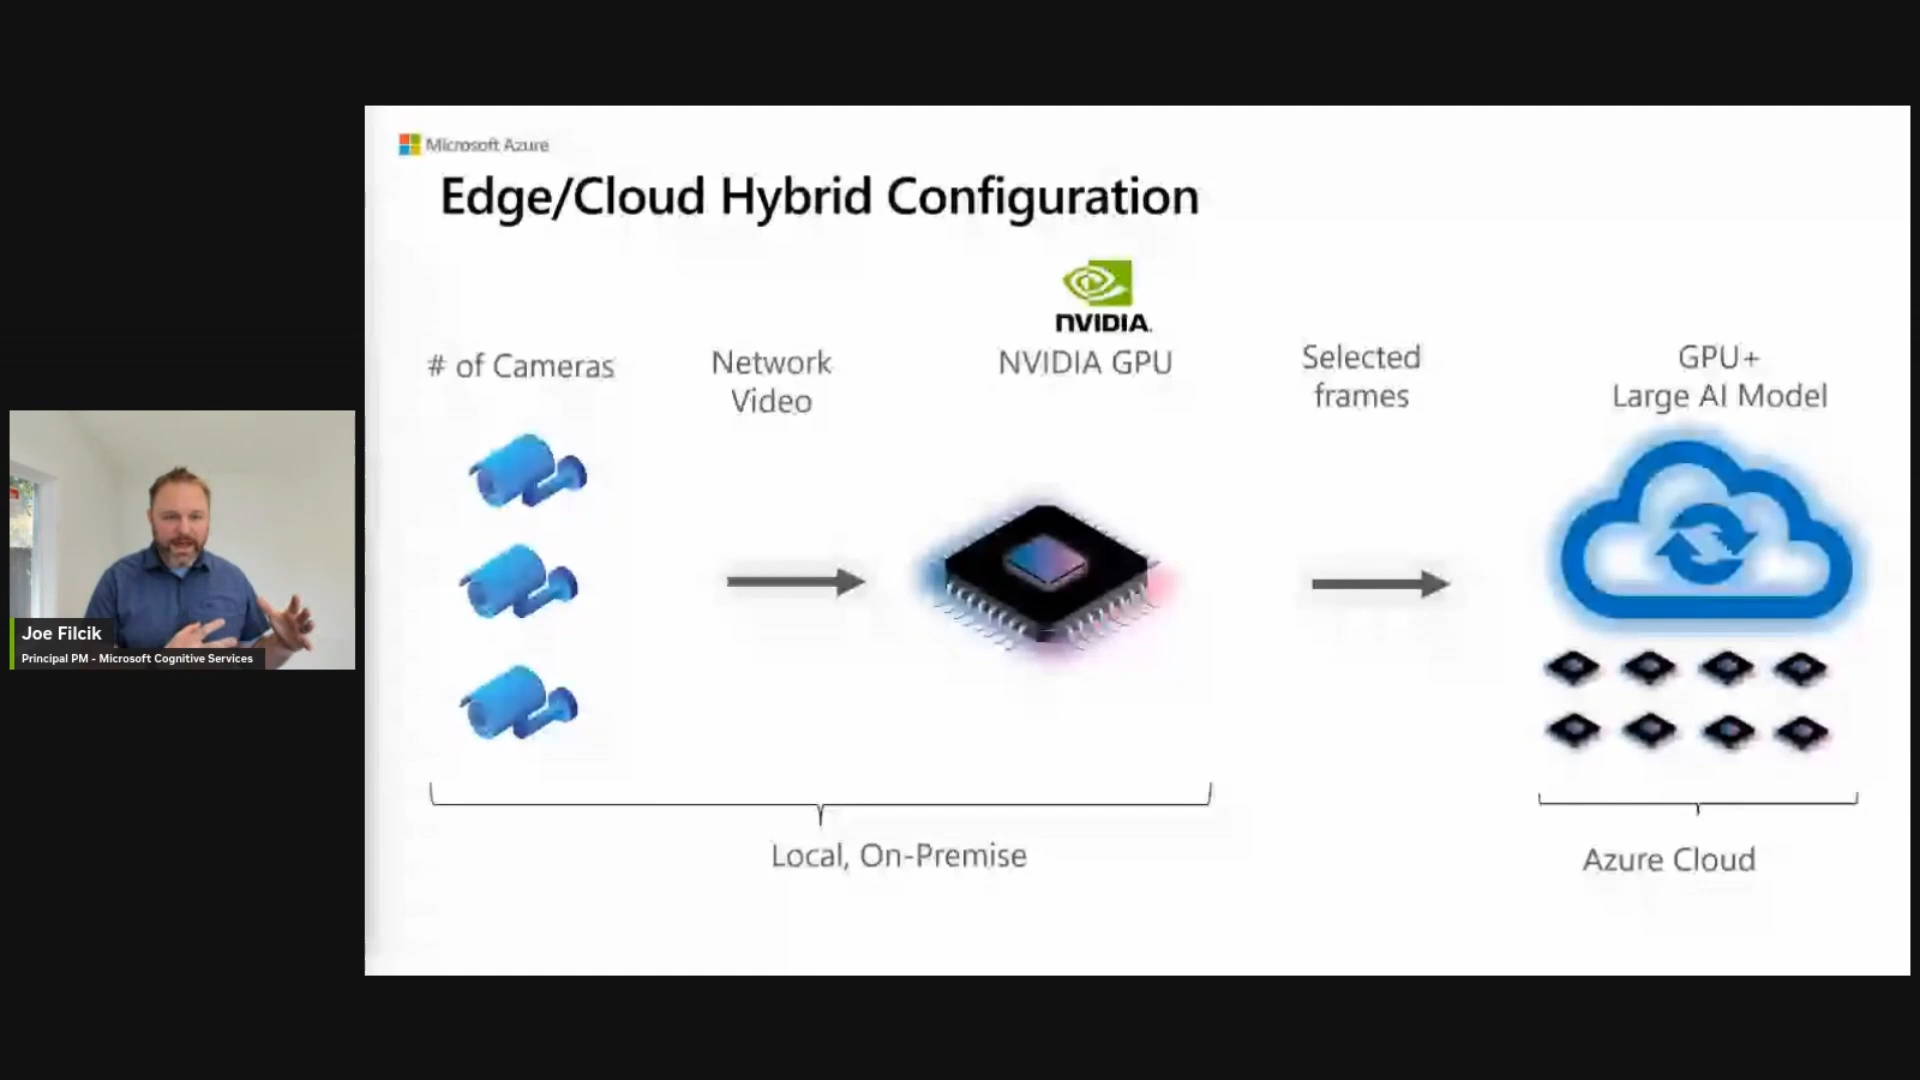 Microsoft Azure
Edge/Cloud Hybrid Configuration
nVIDIA.
# of Cameras
Network
Video
NVIDIA GPU
Selected
frames
GPU+
Large AI Model
Local, On-Premise
Azure Cloud
Joe Filcik
Principal PM - Microsoft Cognitive Services